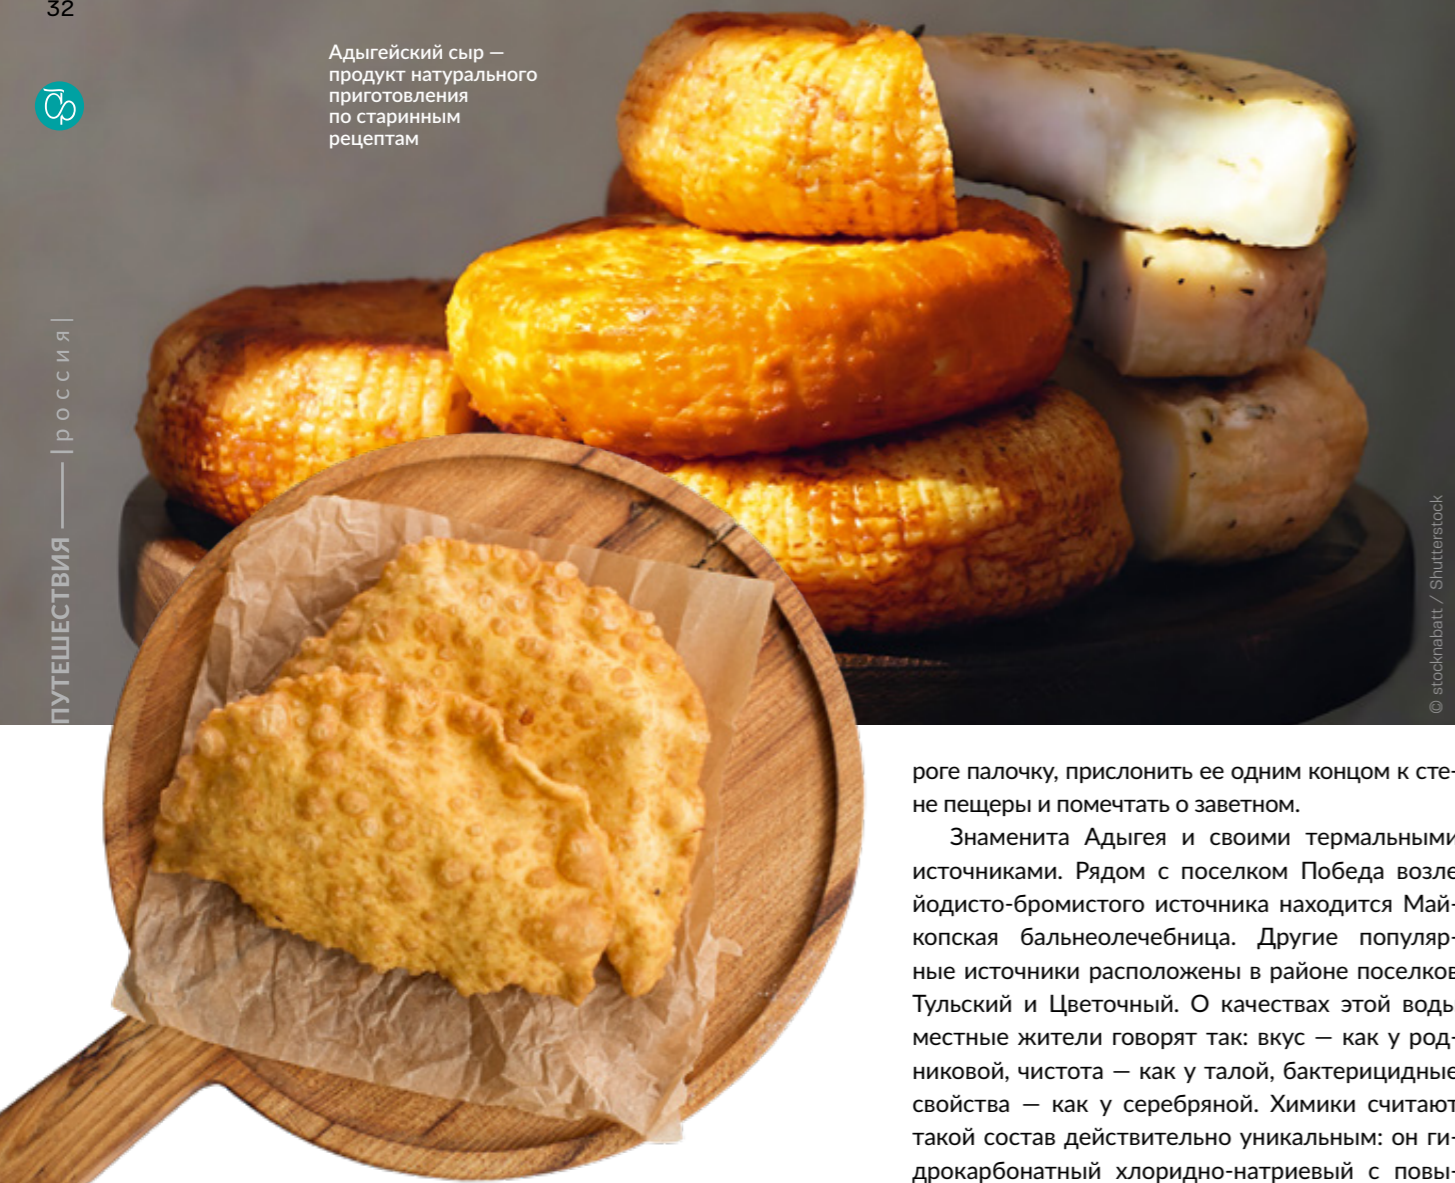 32
Адыгейский сыр —
продукт натурального
приготовления
по старинным
рецептам
ПУТЕШЕСТВИЯ — |россия|
© stocknabatt / Shutterstock
роге палочку, прислонить ее одним концом к сте-
не пещеры и помечтать о заветном.
Знаменита Адыгея и своими термальными
источниками. Рядом с поселком Победа возле
йодисто-бромистого источника находится Май-
копская бальнеолечебница. Другие популяр-
ные источники расположены в районе поселков
Тульский и Цветочный. О качествах этой воды
местные жители говорят так: вкус — как у род-
никовой, чистота — как у талой, бактерицидные
свойства — как у серебряной. Химики считают
такой состав действительно уникальным: он ги-
дрокарбонатный хлоридно-натриевый с повы-